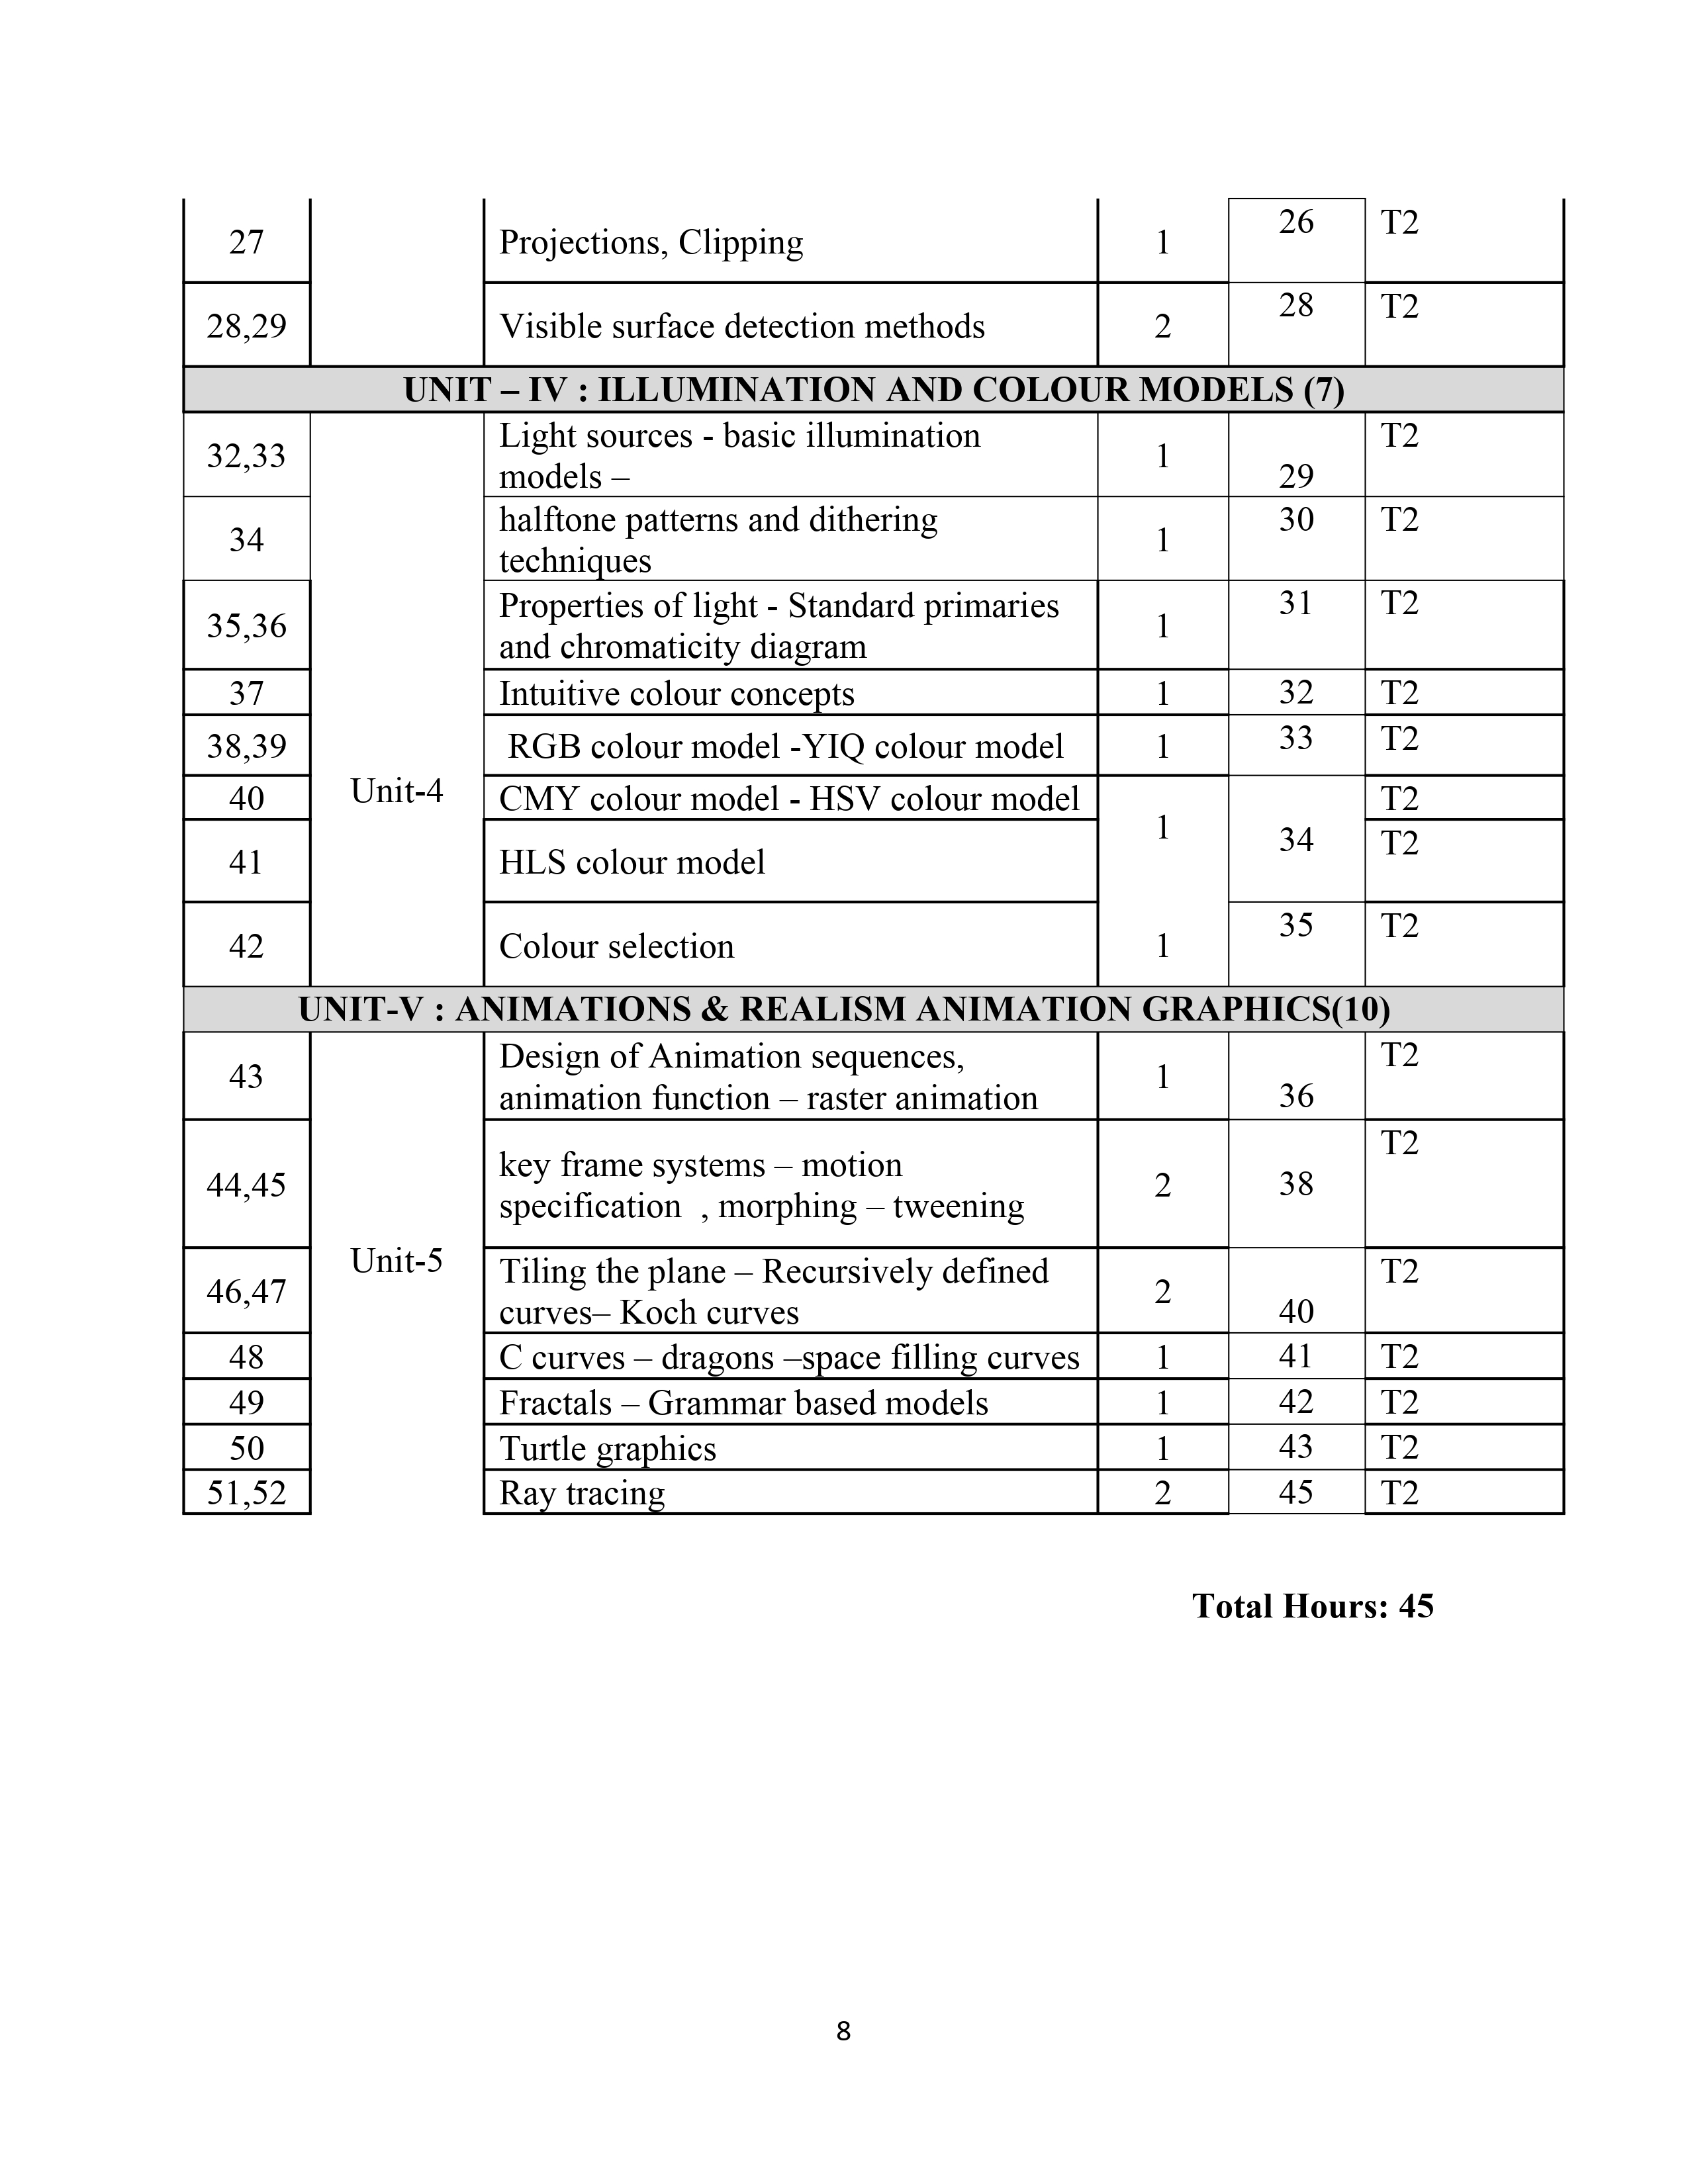 27 Projections, Clipping 1 26 T2
28,29 Visible surface detection methods 2 28 T2
UNIT – IV : ILLUMINATION AND COLOUR MODELS (7)
32,33 Light sources - basic illumination
models – 1 29 T2
34 halftone patterns and dithering
techniques 1 30 T2
35,36 Properties of light - Standard primaries
and chromaticity diagram 1 31 T2
37 Intuitive colour concepts 1 32 T2
38,39 RGB colour model -YIQ colour model 1 33 T2
Unit-4
40 CMY colour model - HSV colour model T2
1 34
41 HLS colour model T2
42 Colour selection 1 35 T2
UNIT-V : ANIMATIONS & REALISM ANIMATION GRAPHICS(10)
43 Design of Animation sequences,
animation function – raster animation 1 36 T2
44,45 key frame systems – motion
specification , morphing – tweening 2 38 T2
Unit-5
46,47 Tiling the plane – Recursively defined
curves– Koch curves 2 40 T2
48 C curves – dragons –space filling curves 1 41 T2
49 Fractals – Grammar based models 1 42 T2
50 Turtle graphics 1 43 T2
51,52 Ray tracing 2 45 T2
Total Hours: 45
8